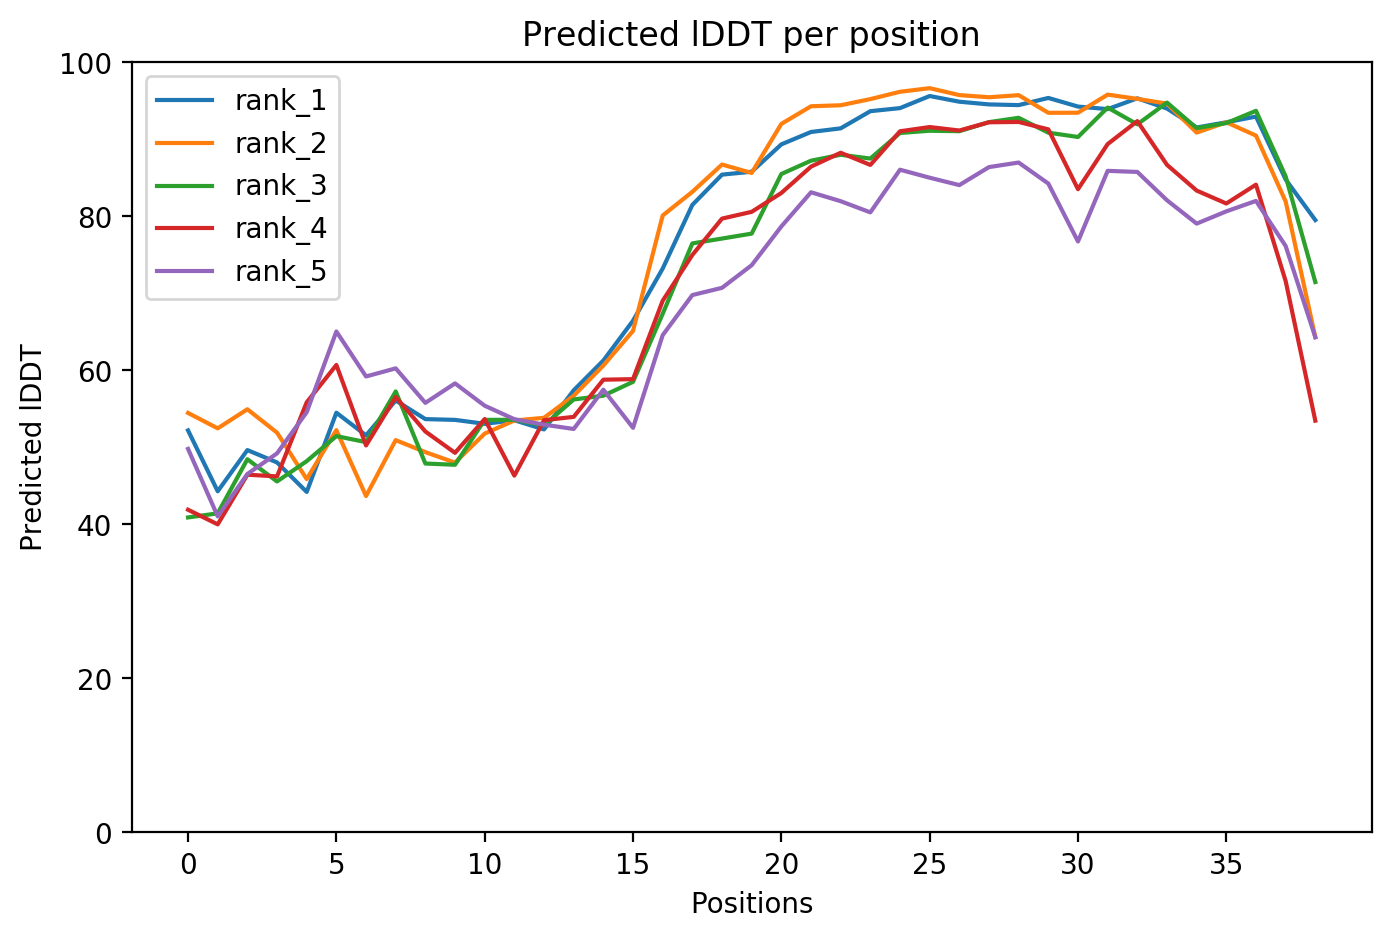 Predicted lDDT per position
100
80
60
40
20
0
Predicted lDDT
rank_1
rank_2
rank_3
rank_4
rank_5
0 5 10 15 20 25 30 35
Positions